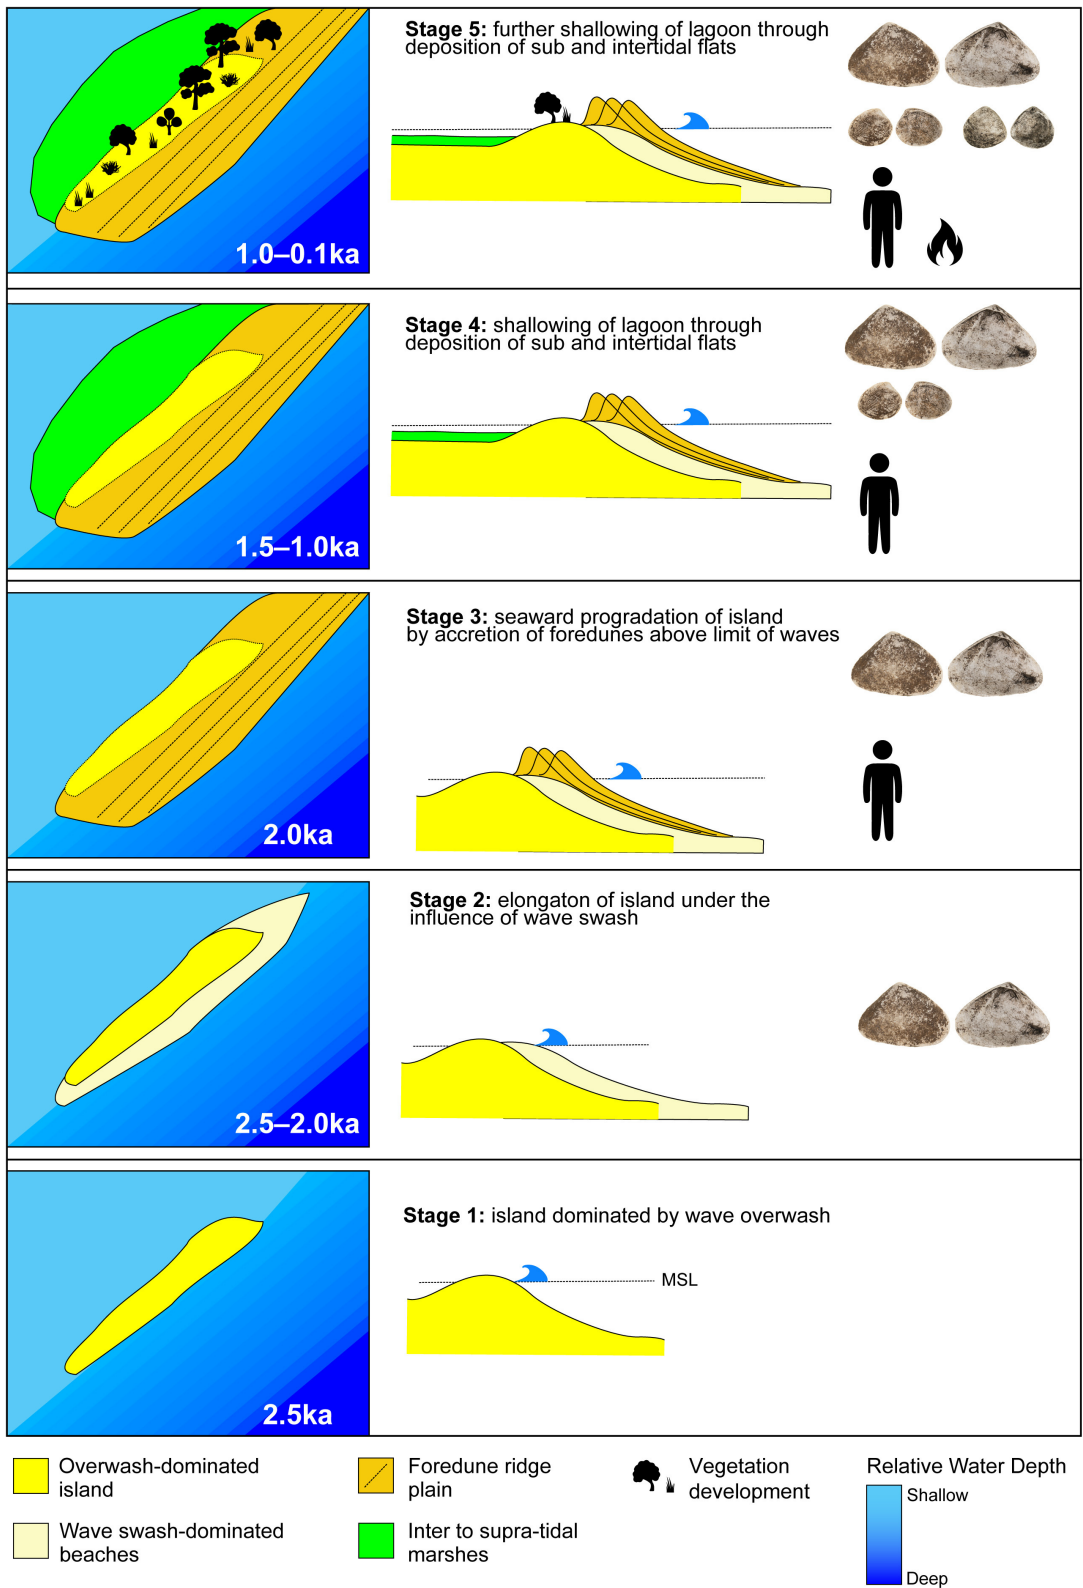 Stage 5: further shallowing of lagoon through
deposition of sub and intertidal flats
1.0–0.1ka
Stage 4: shallowing of lagoon through
deposition of sub and intertidal flats
1.5–1.0ka
Stage 3: seaward progradation of island
by accretion of foredunes above limit of waves
2.0ka
Stage 2: elongaton of island under the
influence of wave swash
2.5–2.0ka
Stage 1: island dominated by wave overwash
MSL
2.5ka
Overwash-dominated
island
Wave swash-dominated
beaches
Foredune ridge
plain
Inter to supra-tidal
marshes
Vegetation
development
Relative Water Depth
Shallow
Deep